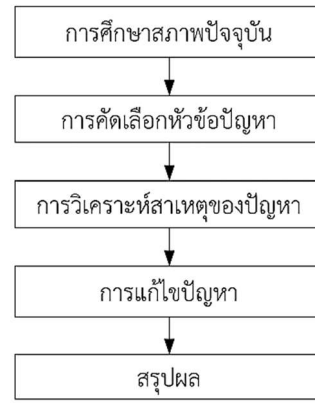 การศึกษาสภาพปัจจุบัน
การคัดเลือกหัวข้อปัญหา
การวิเคราะห์สาเหตุของปัญหา
การแก้ไขปัญหา
สรุปผล